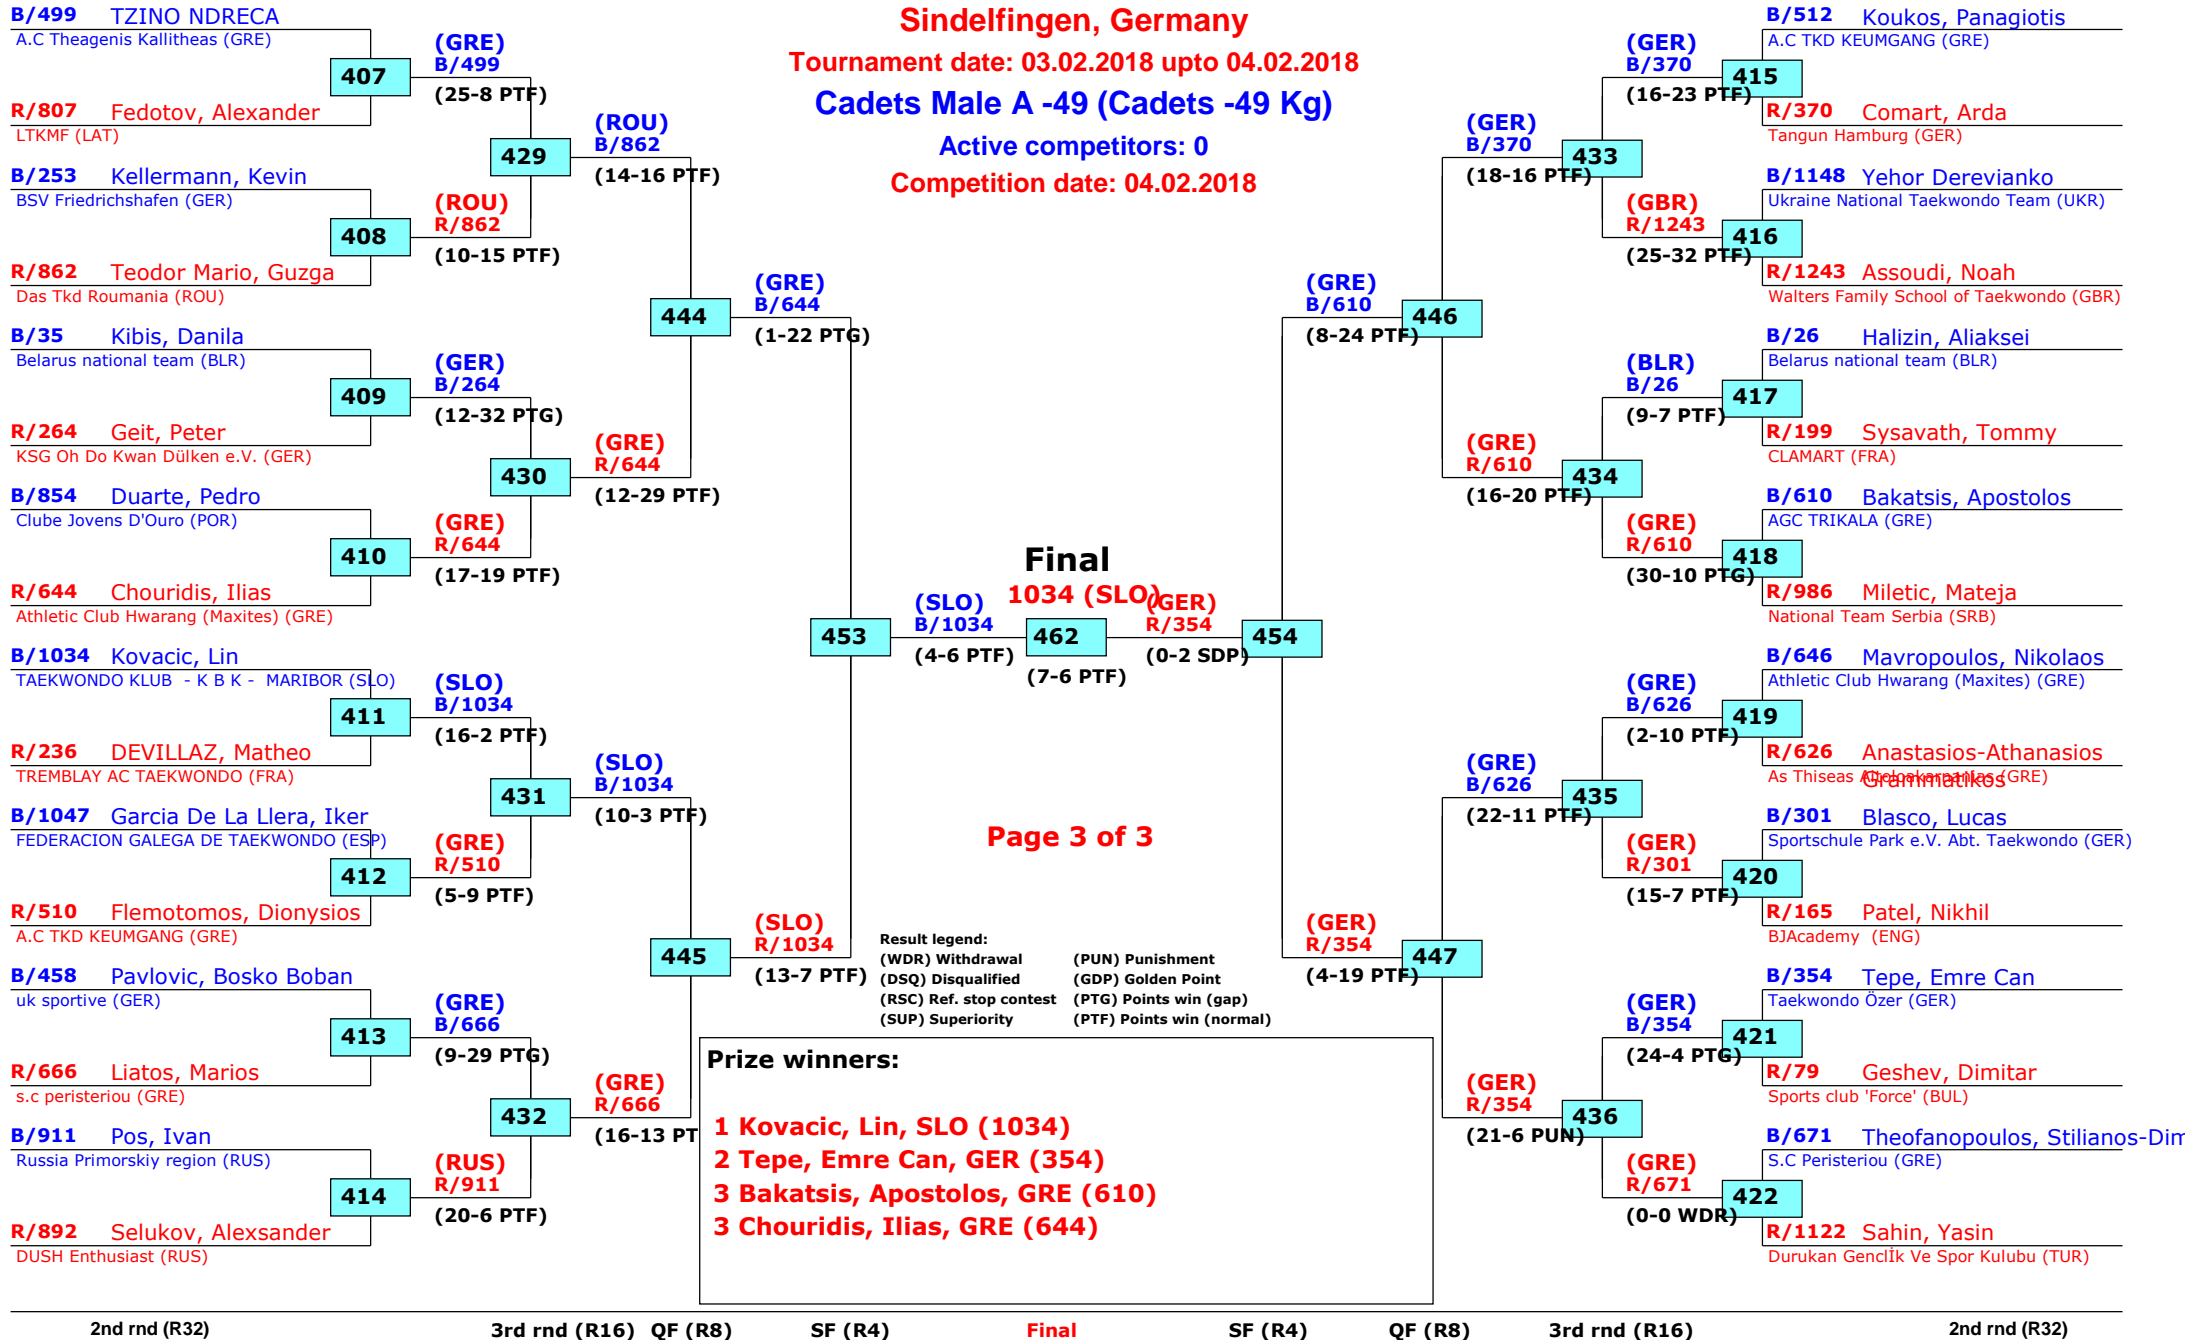 Sindelfingen, Germany
Tournament date: 03.02.2018 upto 04.02.2018
Cadets Male A -49 (Cadets -49 Kg)
Active competitors: 0
Competition date: 04.02.2018
B/499 TZINO NDRECA
A.C Theagenis Kallitheas (GRE)
407
R/807 Fedotov, Alexander
LTKMF (LAT)
B/253 Kellermann, Kevin
BSV Friedrichshafen (GER)
408
R/862 Teodor Mario, Guzga
Das Tkd Roumania (ROU)
B/35 Kibis, Danila
Belarus national team (BLR)
409
R/264 Geit, Peter
KSG Oh Do Kwan Dülken e.V. (GER)
B/854 Duarte, Pedro
Clube Jovens D'Ouro (POR)
410
R/644 Chouridis, Ilias
Athletic Club Hwarang (Maxites) (GRE)
B/1034 Kovacic, Lin
TAEKWONDO KLUB - K B K - MARIBOR (SLO)
411
R/236 DEVILLAZ, Matheo
TREMBLAY AC TAEKWONDO (FRA)
B/1047 Garcia De La Llera, Iker
FEDERACION GALEGA DE TAEKWONDO (ESP)
412
R/510 Flemotomos, Dionysios
A.C TKD KEUMGANG (GRE)
B/458 Pavlovic, Bosko Boban
uk sportive (GER)
413
R/666 Liatos, Marios
s.c peristeriou (GRE)
B/911 Pos, Ivan
Russia Primorskiy region (RUS)
414
R/892 Selukov, Alexsander
DUSH Enthusiast (RUS)
(GRE)
B/499
(25-8 PTF)
429
(ROU)
R/862
(10-15 PTF)
(GER)
B/264
(12-32 PTG)
430
(GRE)
R/644
(17-19 PTF)
(SLO)
B/1034
(16-2 PTF)
431
(GRE)
R/510
(5-9 PTF)
(GRE)
B/666
(9-29 PTG)
432
(RUS)
R/911
(20-6 PTF)
(ROU)
B/862
(14-16 PTF)
444
(GRE)
R/644
(12-29 PTF)
(SLO)
B/1034
(10-3 PTF)
445
(GRE)
R/666
(16-13 PT
(GRE)
B/644
(1-22 PTG)
453
(SLO)
R/1034
(13-7 PTF)
Final
1034 (SLO)
(SLO)
B/1034
(4-6 PTF)
462
(7-6 PTF)
(GER)
R/354
(0-2 SDP)
454
Page 3 of 3
(GRE)
B/610
(8-24 PTF)
446
(GER)
R/354
(4-19 PTF)
447
(GER)
B/370
(18-16 PTF)
433
(GRE)
R/610
(16-20 PTF)
434
(GRE)
B/626
(22-11 PTF)
435
(GER)
R/354
(21-6 PUN)
436
(GER)
B/370
(16-23 PTF)
(GBR)
R/1243
(25-32 PTF)
(BLR)
B/26
(9-7 PTF)
(GRE)
R/610
(30-10 PTG)
(GRE)
B/626
(2-10 PTF)
(GER)
R/301
(15-7 PTF)
(GER)
B/354
(24-4 PTG)
(GRE)
R/671
(0-0 WDR)
B/512 Koukos, Panagiotis
A.C TKD KEUMGANG (GRE)
415
R/370 Comart, Arda
Tangun Hamburg (GER)
B/1148 Yehor Derevianko
Ukraine National Taekwondo Team (UKR)
416
R/1243 Assoudi, Noah
Walters Family School of Taekwondo (GBR)
B/26 Halizin, Aliaksei
Belarus national team (BLR)
417
R/199 Sysavath, Tommy
CLAMART (FRA)
B/610 Bakatsis, Apostolos
AGC TRIKALA (GRE)
418
R/986 Miletic, Mateja
National Team Serbia (SRB)
B/646 Mavropoulos, Nikolaos
Athletic Club Hwarang (Maxites) (GRE)
419
R/626 Anastasios-Athanasios
Grammatikos
As Thiseas (GRE)
B/301 Blasco, Lucas
Sportschule Park e.V. Abt. Taekwondo (GER)
420
R/165 Patel, Nikhil
BJAcademy (ENG)
B/354 Tepe, Emre Can
Taekwondo Özer (GER)
421
R/79 Geshev, Dimitar
Sports club 'Force' (BUL)
B/671 Theofanopoulos, Stilianos-Dim
S.C Peristeriou (GRE)
422
R/1122 Sahin, Yasin
Durukan Genclİk Ve Spor Kulubu (TUR)
Result legend:
(WDR) Withdrawal (PUN) Punishment
(DSQ) Disqualified (GDP) Golden Point
(RSC) Ref. stop contest (PTG) Points win (gap)
(SUP) Superiority (PTF) Points win (normal)
Prize winners:
1 Kovacic, Lin, SLO (1034)
2 Tepe, Emre Can, GER (354)
3 Bakatsis, Apostolos, GRE (610)
3 Chouridis, Ilias, GRE (644)
2nd rnd (R32) 3rd rnd (R16) QF (R8) SF (R4) Final SF (R4) QF (R8) 3rd rnd (R16) 2nd rnd (R32)